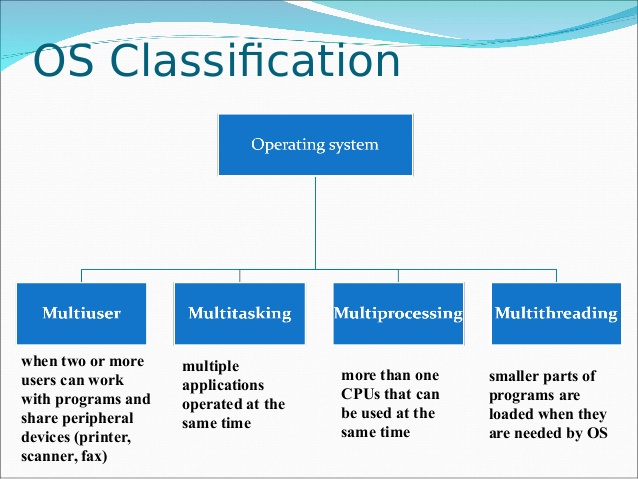 OS Classification
Operating system
Multiuser
Multitasking
Multiprocessing
Multithreading
when two or more
users can work
with programs and
share peripheral
devices (printer,
scanner, fax)
multiple
applications
operated at the
same time
more than one
CPUs that can
be used at the
same time
smaller parts of
programs are
loaded when they
are needed by OS